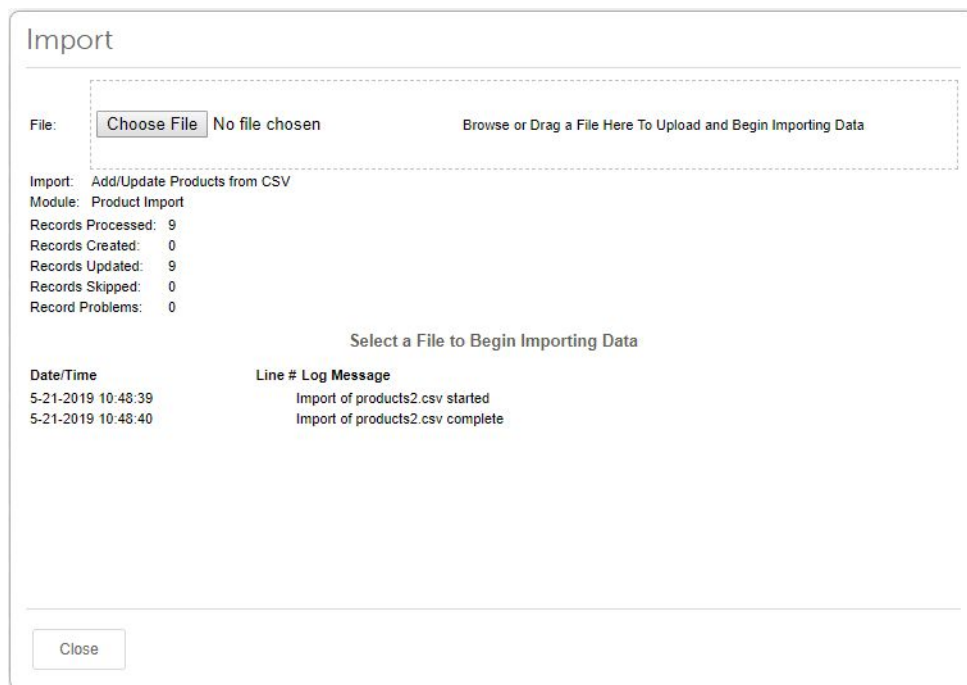 Import
File: Choose File No file chosen Browse or Drag a File Here To Upload and Begin Importing Data
Import: Add/Update Products from CSV
Module: Product Import
Records Processed: 9
Records Created: 0
Records Updated: 9
Records Skipped: 0
Record Problems: 0
Select a File to Begin Importing Data
Date/Time Line # Log Message
5-21-2019 10:48:39 Import of products2.csv started
5-21-2019 10:48:40 Import of products2.csv complete
Close